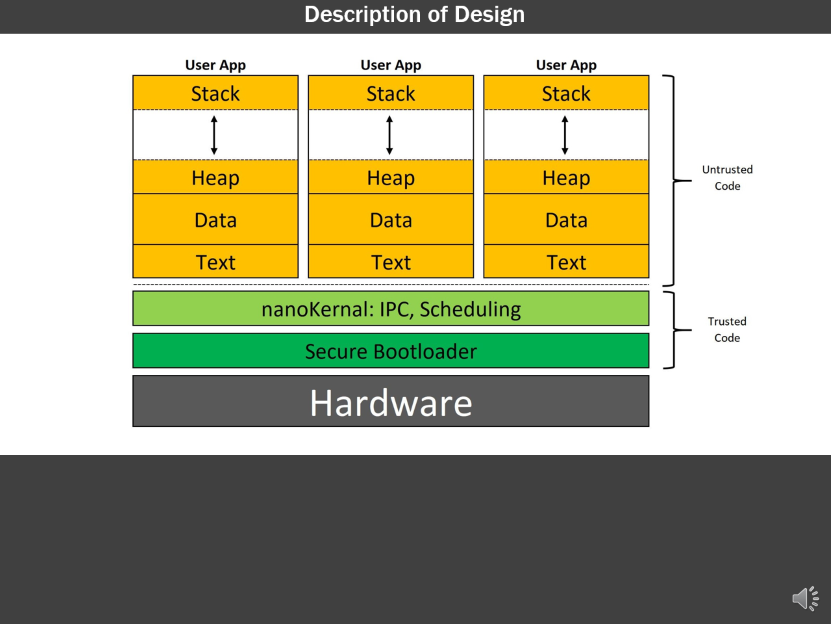 Description of Design
User App
User App
User App
Stack
Stack
Stack
Heap
Heap
Heap
Data
Data
Data
Text
Text
Text
Untrusted
Code
nanoKernal: IPC, Scheduling
Secure Bootloader
Trusted
Code
Hardware